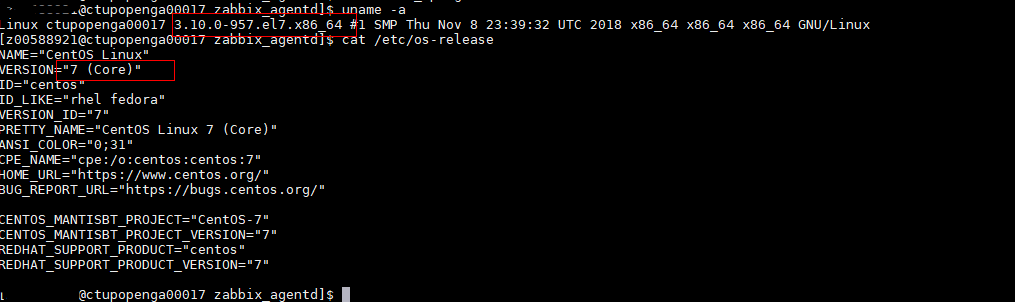 @ctupopenga00017 zabbix_agentd]$ uname -a
Linux ctupopenga00017 3.10.0-957.el7.x86_64 #1 SMP Thu Nov 8 23:39:32 UTC 2018 x86_64 x86_64 x86_64 GNU/Linux
[z00588921@ctupopenga00017 zabbix_agentd]$ cat /etc/os-release
NAME="CentOS Linux"
VERSION="7 (Core)"
ID="centos"
ID_LIKE="rhel fedora"
VERSION_ID="7"
PRETTY_NAME="CentOS Linux 7 (Core)"
ANSI_COLOR="0;31"
CPE_NAME="cpe:/o:centos:centos:7"
HOME_URL="https://www.centos.org/"
BUG_REPORT_URL="https://bugs.centos.org/"
CENTOS_MANTISBT_PROJECT="CentOS-7"
CENTOS_MANTISBT_PROJECT_VERSION="7"
REDHAT_SUPPORT_PRODUCT="centos"
REDHAT_SUPPORT_PRODUCT_VERSION="7"
@ctupopenga00017 zabbix_agentd]$